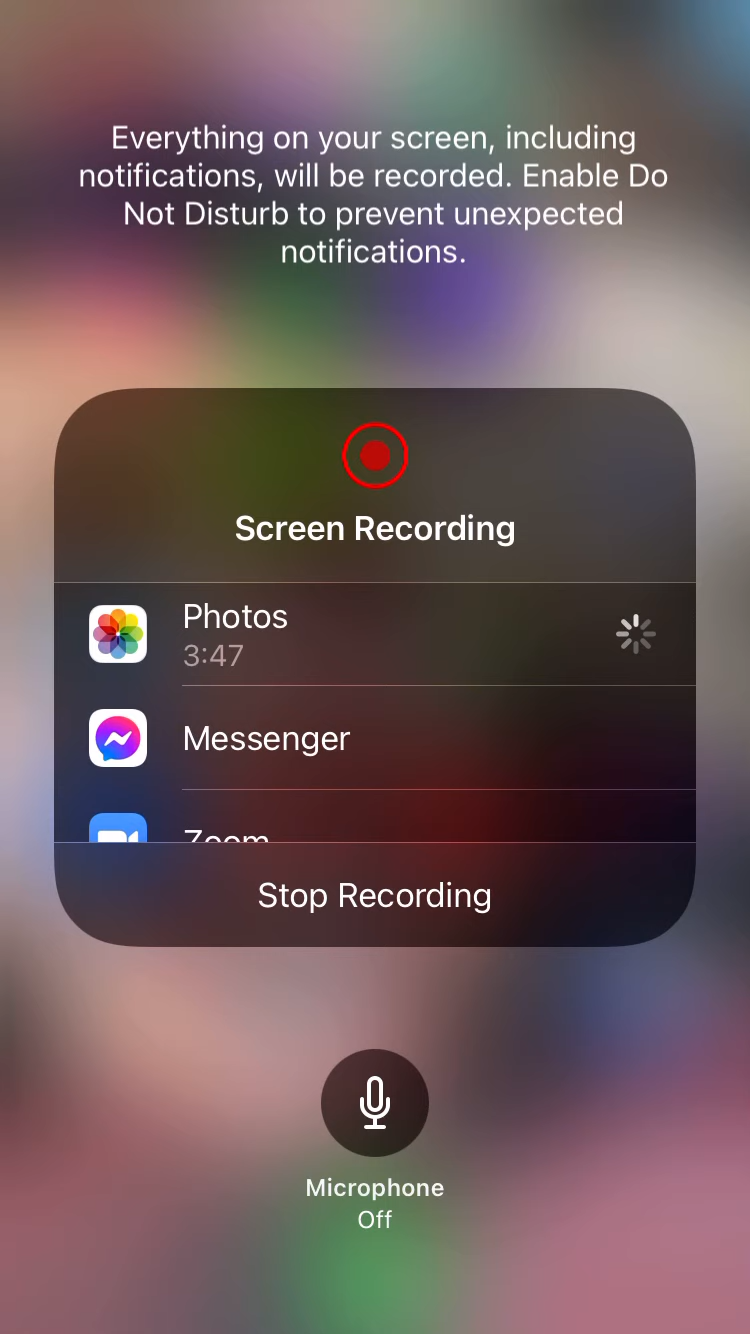 Everything on your screen, including
notifications, will be recorded. Enable Do
Not Disturb to prevent unexpected
notifications.
Screen Recording
Photos
3:47
Messenger
Zoom
Stop Recording
Microphone
Off